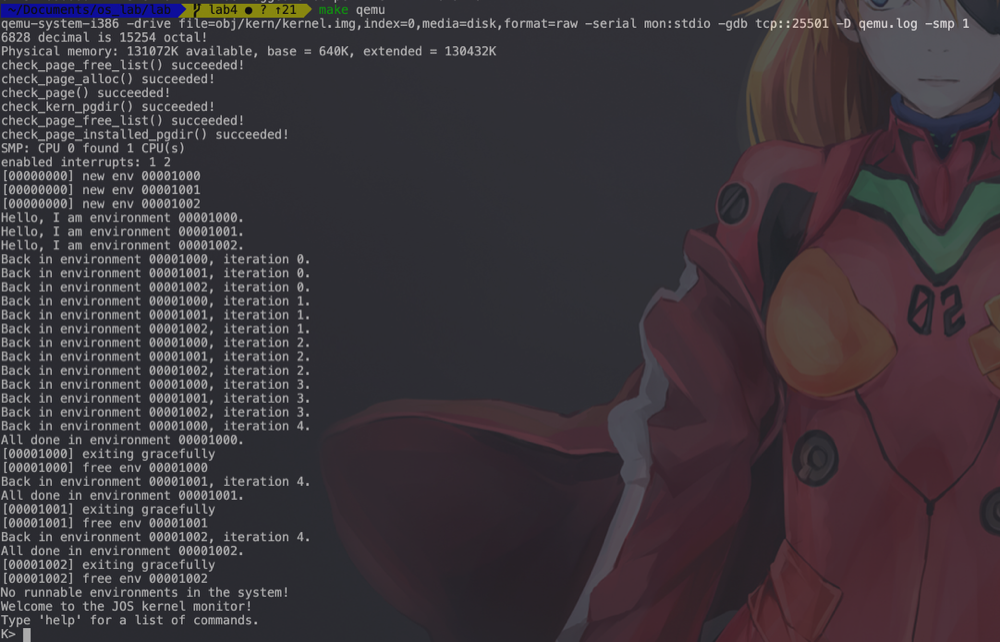 ~/Documents/os_lab/lab lab4 ● ? ↑21 make qemu
qemu-system-i386 -drive file=obj/kern/kernel.img,index=0,media=disk,format=raw -serial mon:stdio -gdb tcp::25501 -D qemu.log -smp 1
6828 decimal is 15254 octal!
Physical memory: 131072K available, base = 640K, extended = 130432K
check_page_free_list() succeeded!
check_page_alloc() succeeded!
check_page() succeeded!
check_kern_pgdir() succeeded!
check_page_free_list() succeeded!
check_page_installed_pgdir() succeeded!
SMP: CPU 0 found 1 CPU(s)
enabled interrupts: 1 2
[00000000] new env 00001000
[00000000] new env 00001001
[00000000] new env 00001002
Hello, I am environment 00001000.
Hello, I am environment 00001001.
Hello, I am environment 00001002.
Back in environment 00001000, iteration 0.
Back in environment 00001001, iteration 0.
Back in environment 00001002, iteration 0.
Back in environment 00001000, iteration 1.
Back in environment 00001001, iteration 1.
Back in environment 00001002, iteration 1.
Back in environment 00001000, iteration 2.
Back in environment 00001001, iteration 2.
Back in environment 00001002, iteration 2.
Back in environment 00001000, iteration 3.
Back in environment 00001001, iteration 3.
Back in environment 00001002, iteration 3.
Back in environment 00001000, iteration 4.
All done in environment 00001000.
[00001000] exiting gracefully
[00001000] free env 00001000
Back in environment 00001001, iteration 4.
All done in environment 00001001.
[00001001] exiting gracefully
[00001001] free env 00001001
Back in environment 00001002, iteration 4.
All done in environment 00001002.
[00001002] exiting gracefully
[00001002] free env 00001002
No runnable environments in the system!
Welcome to the JOS kernel monitor!
Type 'help' for a list of commands.
K>
02